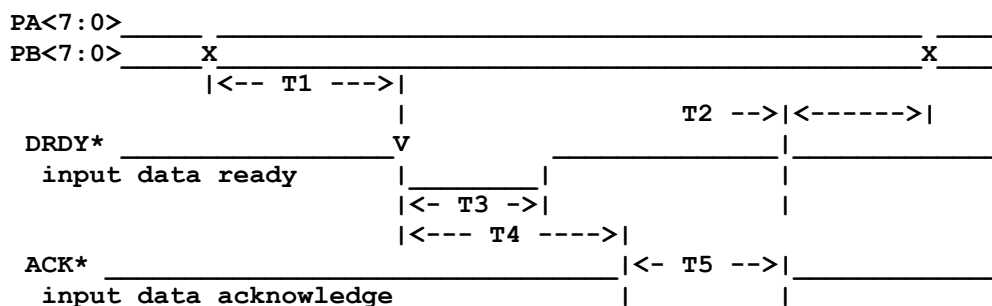 PA<7:0>
PB<7:0> X X
|<-- T1 --->|
T2 -->|<------>|
DRDY* V
input data ready
|<- T3 ->|
|<--- T4 ---->|
ACK* |<- T5 -->|
input data acknowledge